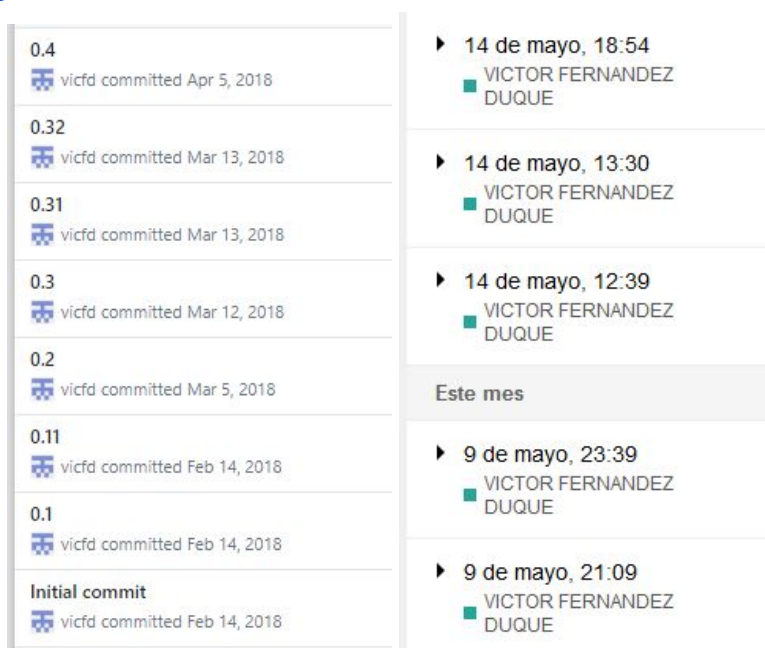 0.4
vicfd committed Apr 5, 2018
0.32
vicfd committed Mar 13, 2018
0.31
vicfd committed Mar 13, 2018
0.3
vicfd committed Mar 12, 2018
0.2
vicfd committed Mar 5, 2018
0.11
vicfd committed Feb 14, 2018
0.1
vicfd committed Feb 14, 2018
Initial commit
vicfd committed Feb 14, 2018
14 de mayo, 18:54
VICTOR FERNANDEZ
DUQUE
14 de mayo, 13:30
VICTOR FERNANDEZ
DUQUE
14 de mayo, 12:39
VICTOR FERNANDEZ
DUQUE
Este mes
9 de mayo, 23:39
VICTOR FERNANDEZ
DUQUE
9 de mayo, 21:09
VICTOR FERNANDEZ
DUQUE